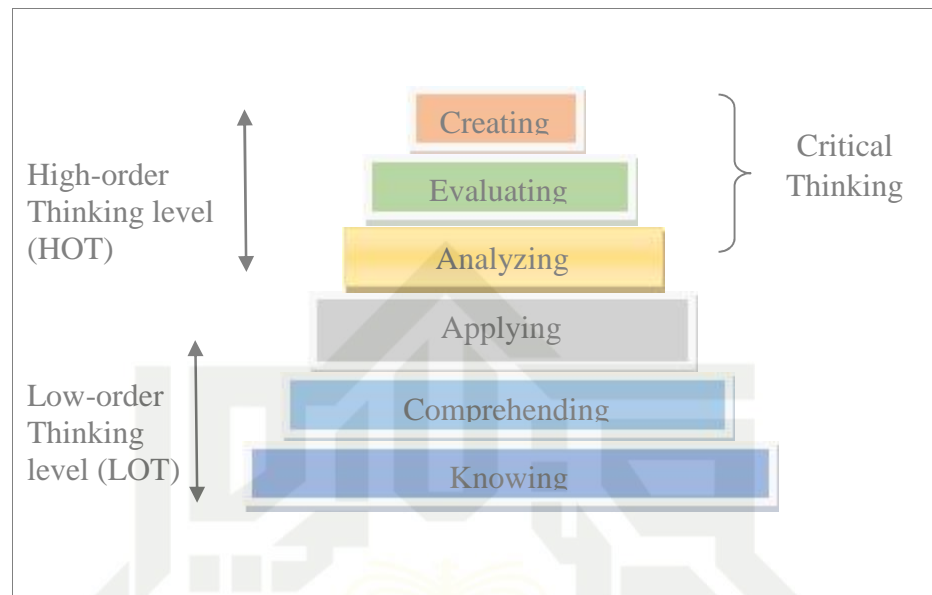 Creating
Evaluating
Analyzing
Applying
Comprehending
Knowing
High-order
Thinking level
(HOT)
Low-order
Thinking
level (LOT)
Critical
Thinking